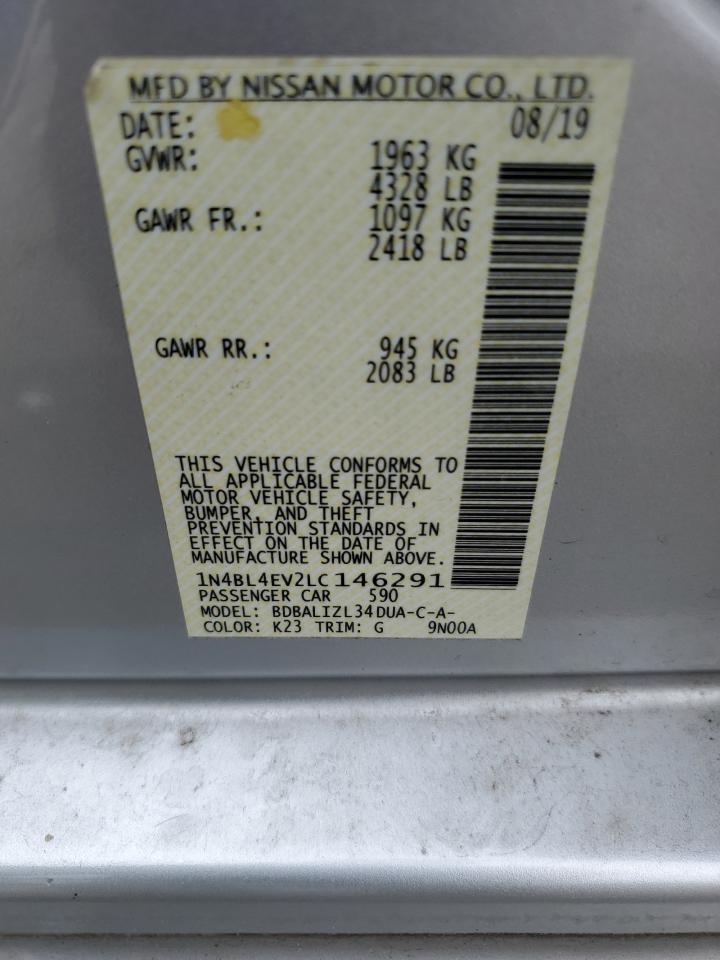 MFD BY NISSAN MOTOR CO., LTD.
DATE: 08/19
GVWR: 1963 KG
4328 LB
GAWR FR.: 1097 KG
2418 LB
GAWR RR.: 945 KG
2083 LB
THIS VEHICLE CONFORMS TO
ALL APPLICABLE FEDERAL
MOTOR VEHICLE SAFETY,
BUMPER, AND THEFT
PREVENTION STANDARDS IN
EFFECT ON THE DATE OF
MANUFACTURE SHOWN ABOVE.
1N4BL4EV2LC146291
PASSENGER CAR 590
MODEL: BDBALIZL34DUA-C-A-
COLOR: K23 TRIM: G 9N00A